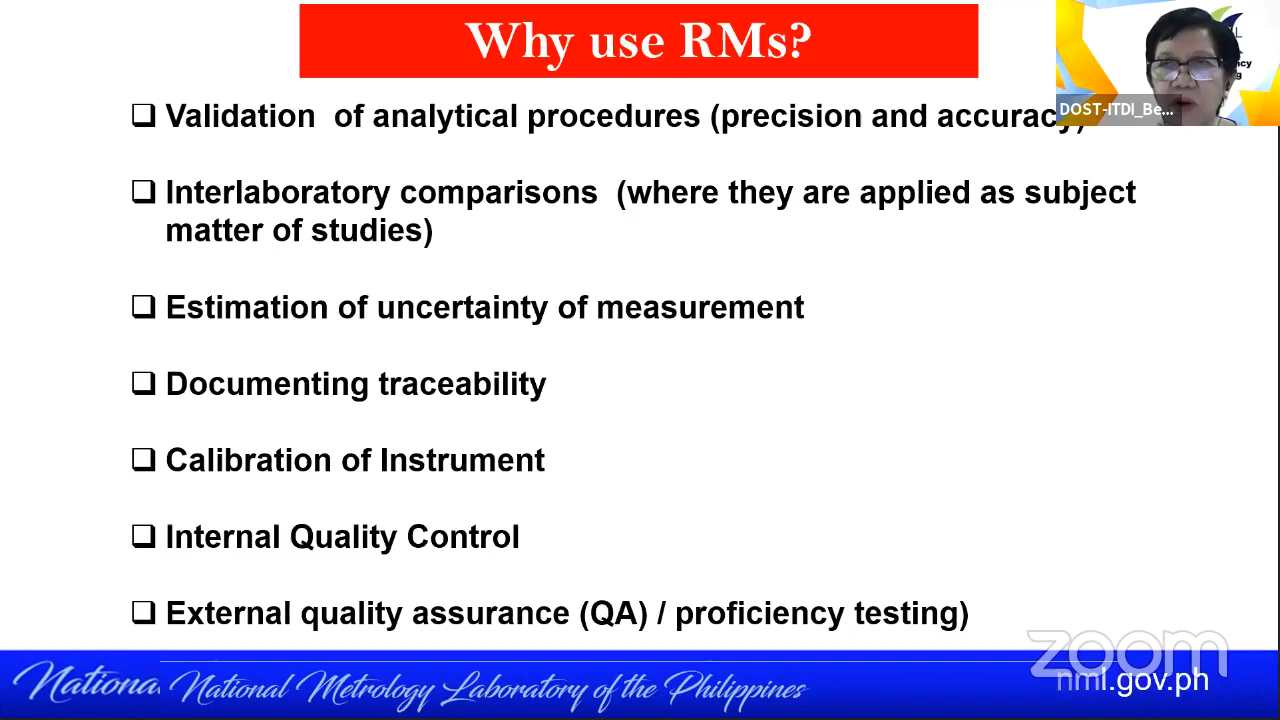 Why use RMs?
DOST-ITDI_Be...
❑ Validation of analytical procedures (precision and accuracy)
❑ Interlaboratory comparisons (where they are applied as subject
matter of studies)
❑ Estimation of uncertainty of measurement
❑ Documenting traceability
❑ Calibration of Instrument
❑ Internal Quality Control
❑ External quality assurance (QA) / proficiency testing)
zoom
National
National Metrology Laboratory of the Philippines
nml.gov.ph